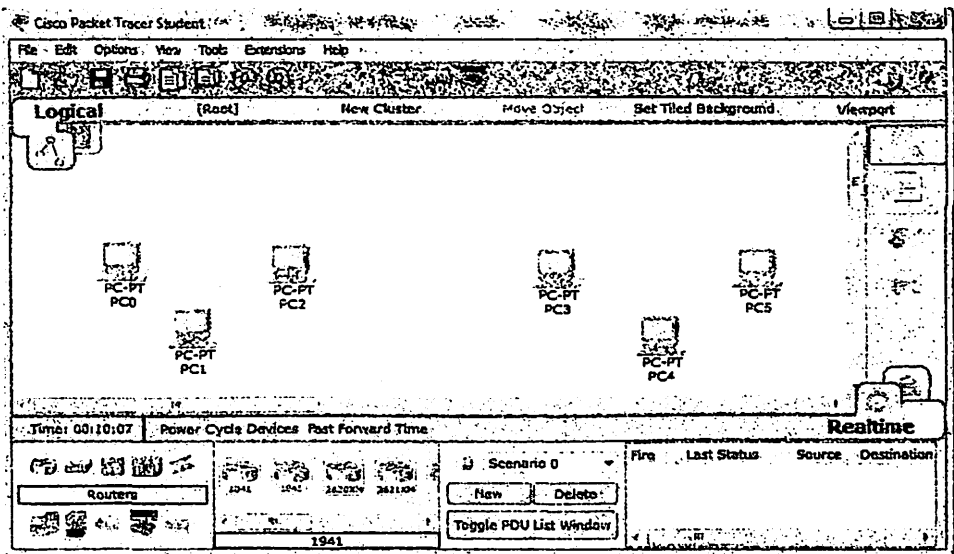 Cisco Packet Tracer Student
File Edit Options View Tools Extensions Help
Logical [Root] New Cluster Move Object Set Tiled Background Viewport
PC-PT
PC0
PC-PT
PC2
PC-PT
PC3
PC-PT
PC5
PC-PT
PC1
PC-PT
PC4
Time: 00:10:07 Power Cycle Devices Fast Forward Time Realtime
Fire Last Status Source Destination
Scenario 0
Routers
1941 2620XM 2621XM
New Delete
Toggle PDU List Window
1941